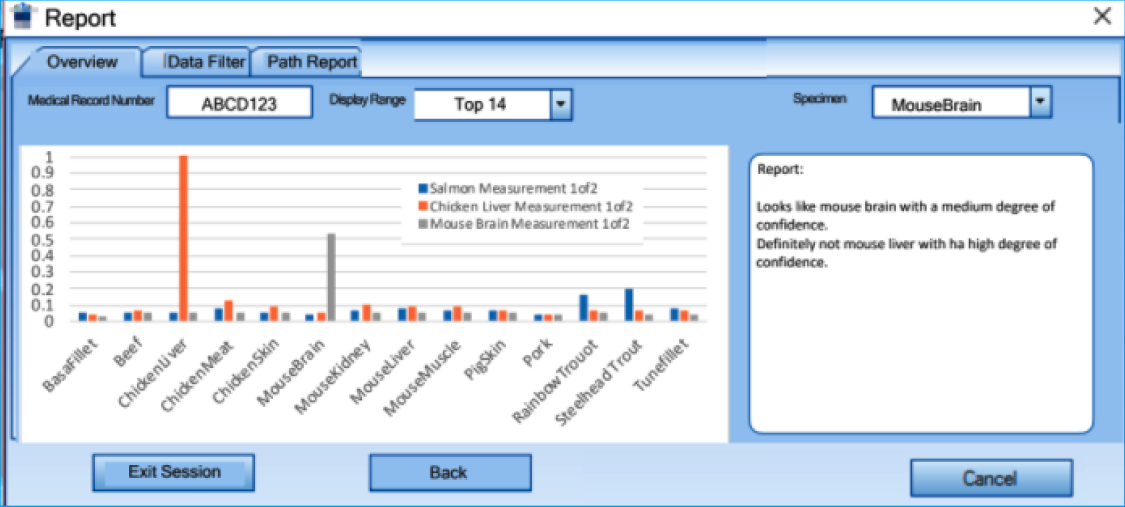 Report
Overview
Data Filter
Path Report
Medical Record Number
ABCD123
Display Range
Top 14
Specimen
MouseBrain
1
0.9
0.8
0.7
0.6
0.5
0.4
0.3
0.2
0.1
0
Salmon Measurement 1of2
Chicken Liver Measurement 1of2
Mouse Brain Measurement 1of2
BasaFillet
Beef
ChickenLiver
ChickenMeat
ChickenSkin
MouseBrain
MouseKidney
MouseLiver
MouseMuscle
PigSkin
Pork
RainbowTrouot
SteelheadTrout
Tunefillet
Report:
Looks like mouse brain with a medium degree of
confidence.
Definitely not mouse liver with ha high degree of
confidence.
Exit Session
Back
Cancel